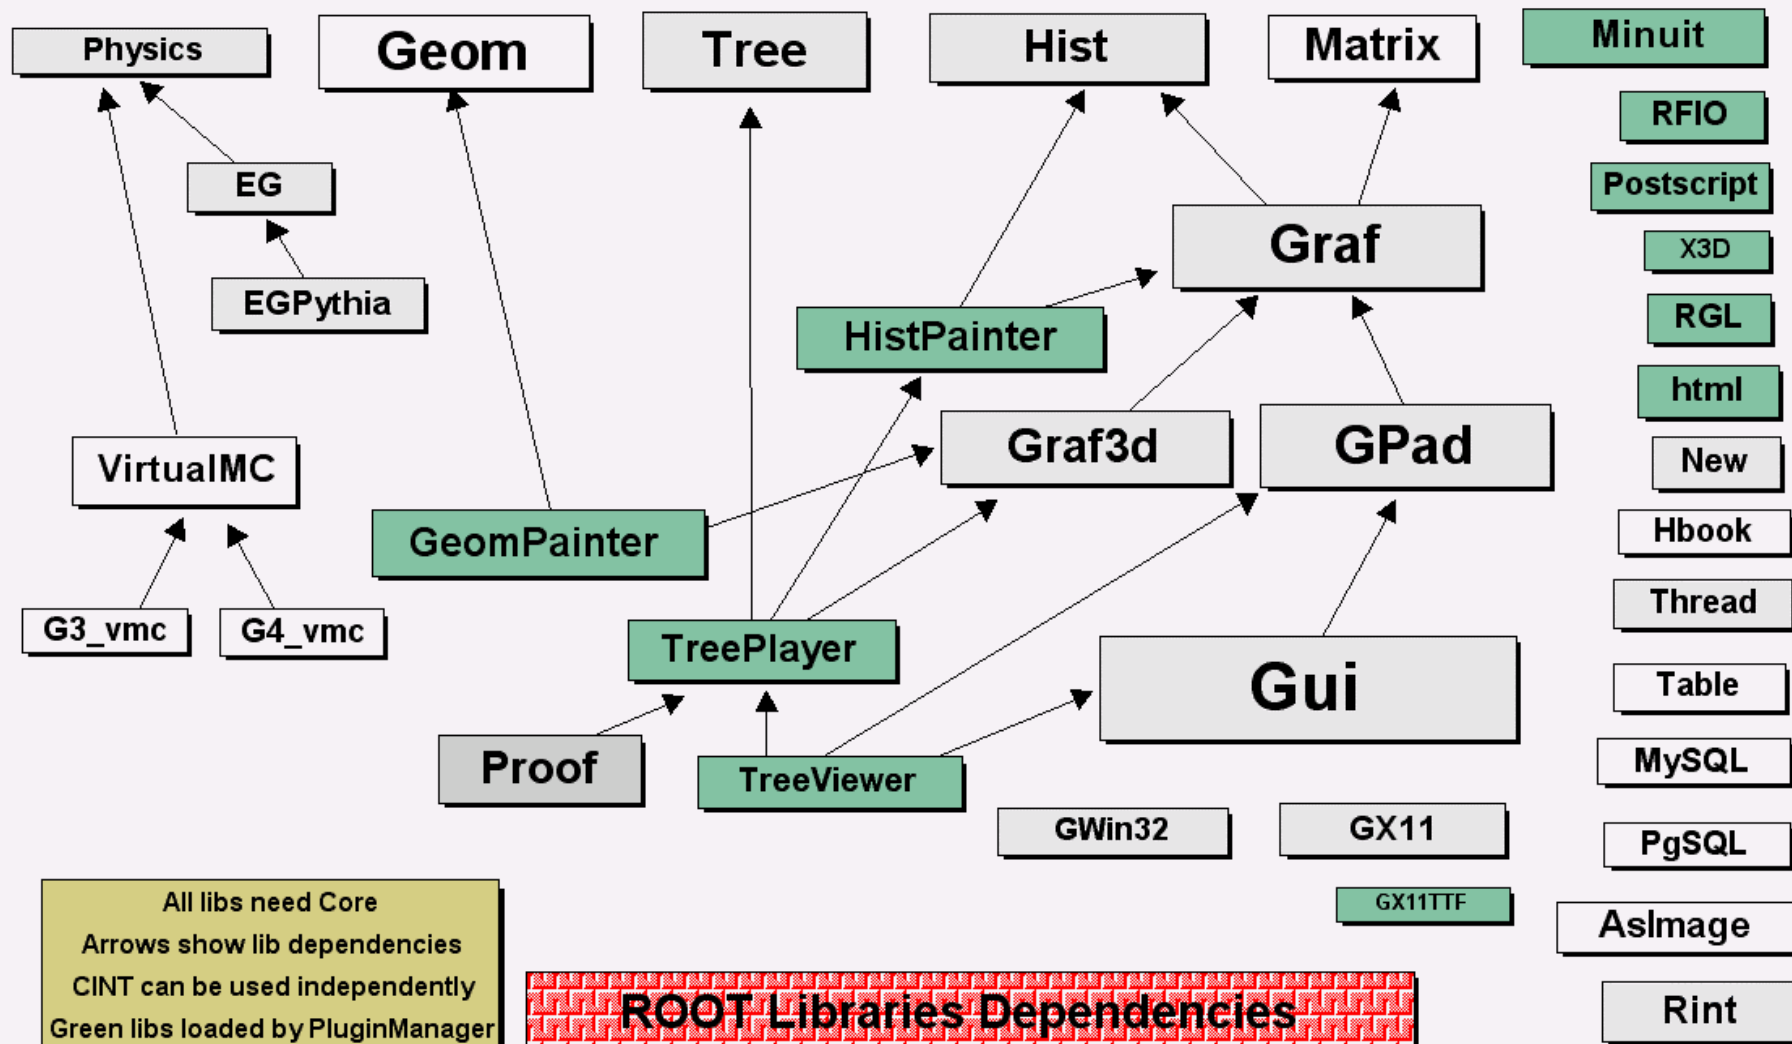 Physics
Geom
Tree
Hist
Matrix
Minuit
RFIO
EG
Postscript
Graf
X3D
EGPythia
RGL
HistPainter
html
Graf3d
GPad
New
VirtualMC
Hbook
GeomPainter
Thread
G3_vmc
G4_vmc
TreePlayer
Gui
Table
Proof
TreeViewer
MySQL
GWin32
GX11
PgSQL
GX11TTF
AsImage
All libs need Core
Arrows show lib dependencies
CINT can be used independently
Green libs loaded by PluginManager
ROOT Libraries Dependencies
Rint